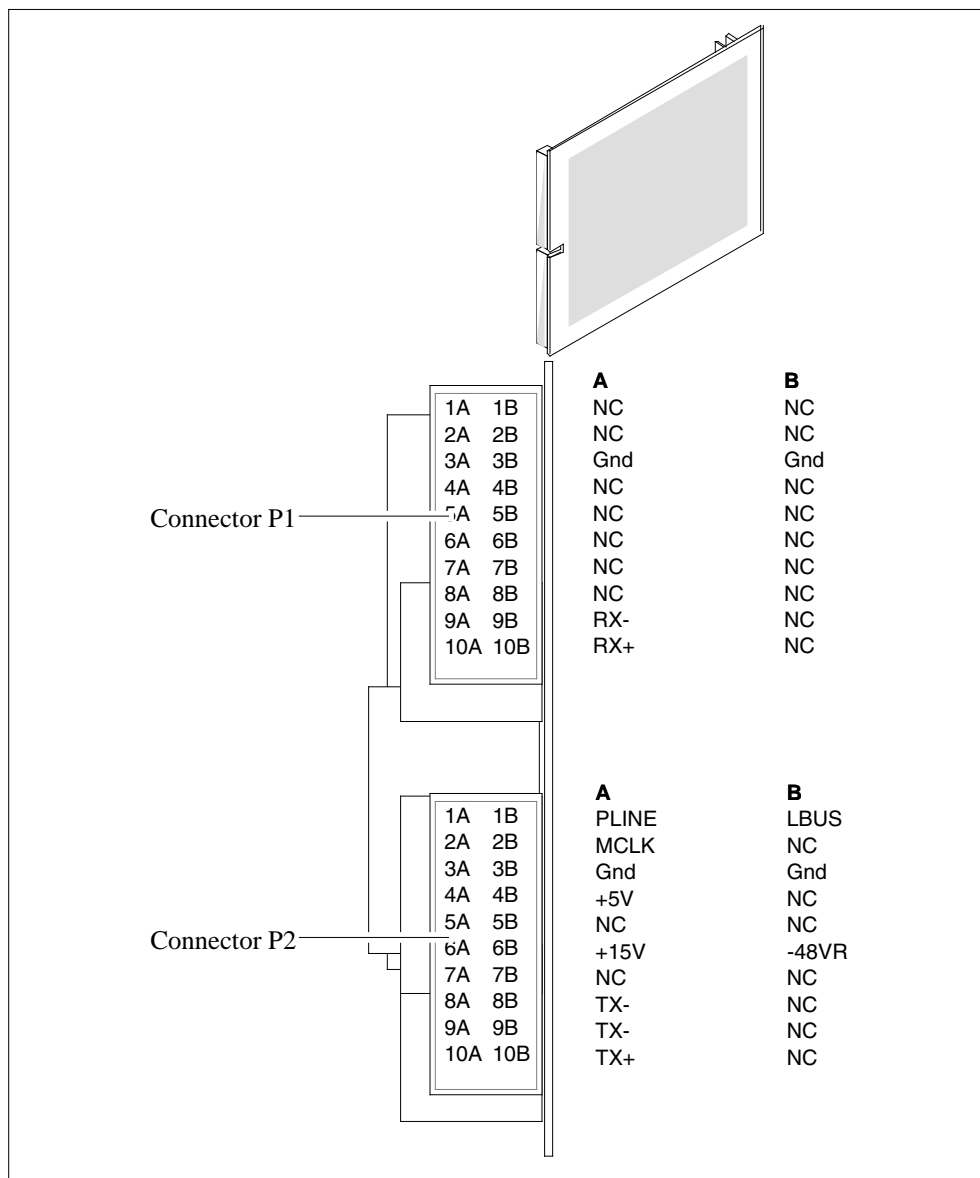 A B
1A 1B NC NC
2A 2B NC NC
3A 3B Gnd Gnd
4A 4B NC NC
Connector P1 5A 5B NC NC
6A 6B NC NC
7A 7B NC NC
8A 8B NC NC
9A 9B RX- NC
10A 10B RX+ NC
A B
1A 1B PLINE LBUS
2A 2B MCLK NC
3A 3B Gnd Gnd
4A 4B +5V NC
5A 5B NC NC
Connector P2 6A 6B +15V -48VR
7A 7B NC NC
8A 8B TX- NC
9A 9B TX- NC
10A 10B TX+ NC